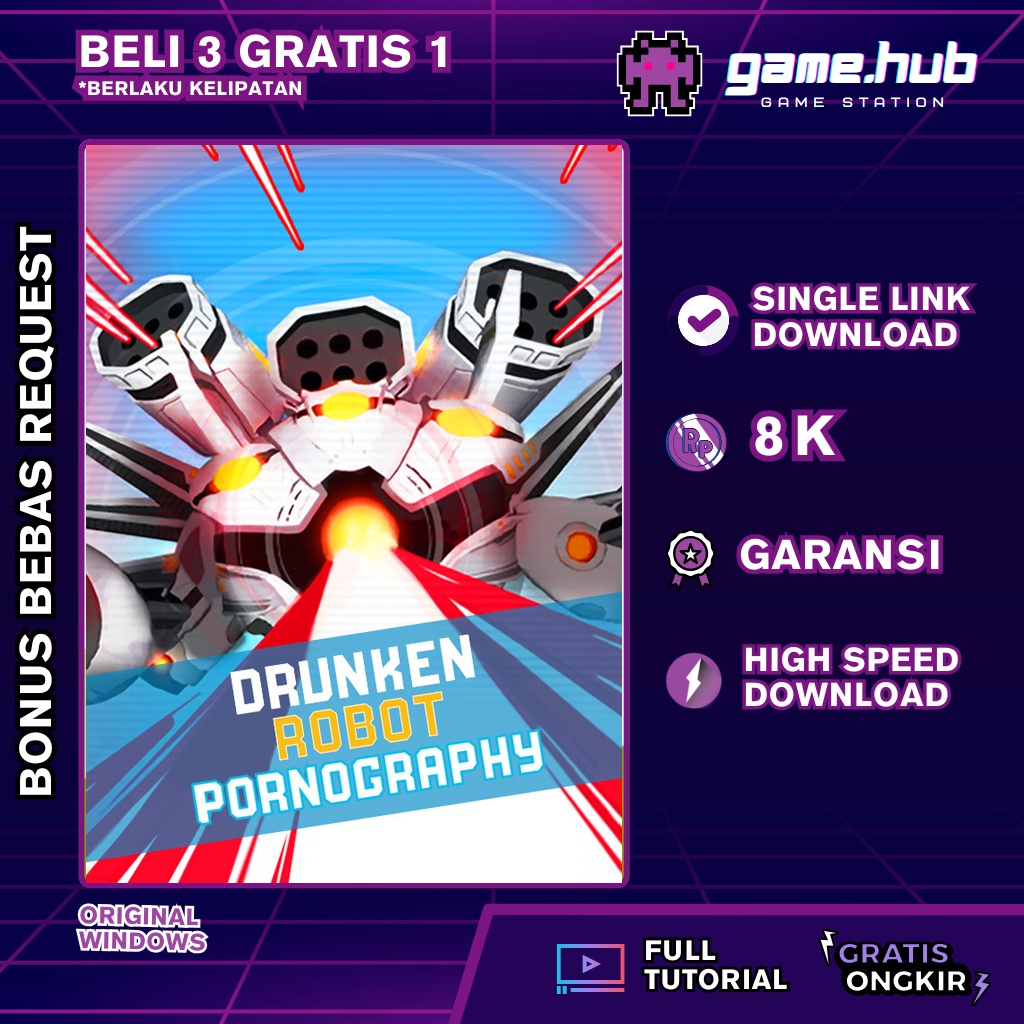 BELI 3 GRATIS 1
*BERLAKU KELIPATAN
game.hub
GAME STATION
BONUS BEBAS REQUEST
DRUNKEN
ROBOT
PORNOGRAPHY
SINGLE LINK
DOWNLOAD
RP
8K
GARANSI
HIGH SPEED
DOWNLOAD
ORIGINAL
WINDOWS
FULL
TUTORIAL
GRATIS
ONGKIR